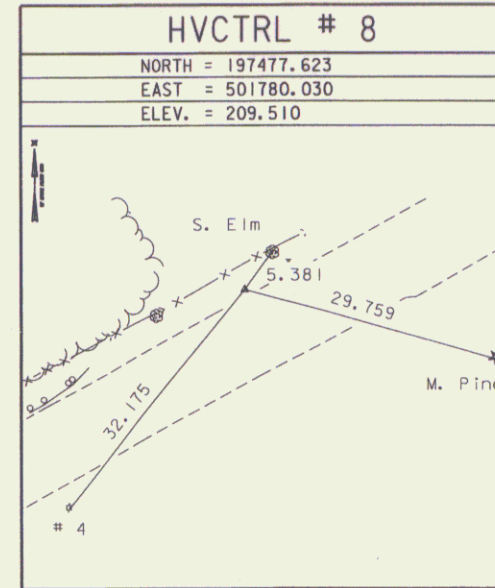 HVCTRL # 8
NORTH = 197477.623
EAST = 501780.030
ELEV. = 209.510
S. Elm
5.381
29.759
M. Pine
32.175
# 4